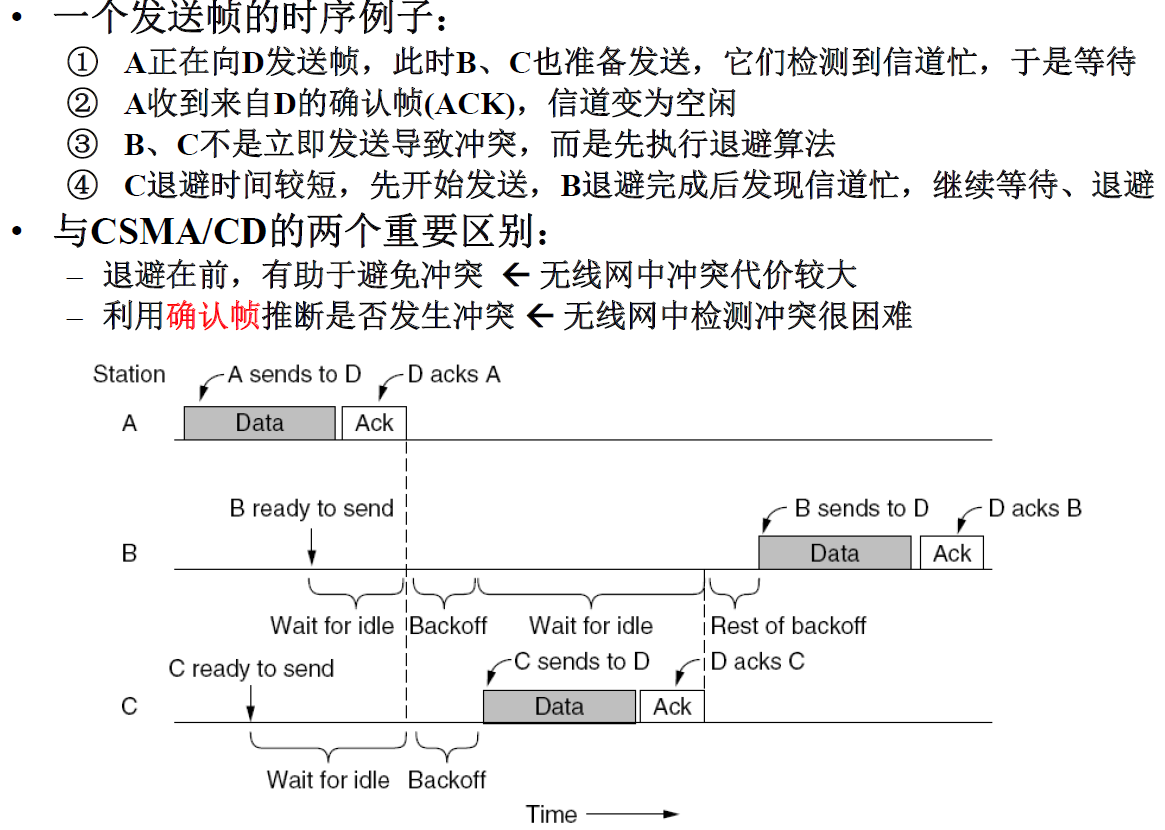 • 一个发送帧的时序例子：
① A正在向D发送帧，此时B、C也准备发送，它们检测到信道忙，于是等待
② A收到来自D的确认帧(ACK)，信道变为空闲
③ B、C不是立即发送导致冲突，而是先执行退避算法
④ C退避时间较短，先开始发送，B退避完成后发现信道忙，继续等待、退避
• 与CSMA/CD的两个重要区别：
– 退避在前，有助于避免冲突 ← 无线网中冲突代价较大
– 利用确认帧推断是否发生冲突 ← 无线网中检测冲突很困难
Station A sends to D D acks A
A Data Ack
B ready to send B sends to D D acks B
B Data Ack
Wait for idle Backoff Wait for idle Rest of backoff
C ready to send C sends to D D acks C
C Data Ack
Wait for idle Backoff
Time